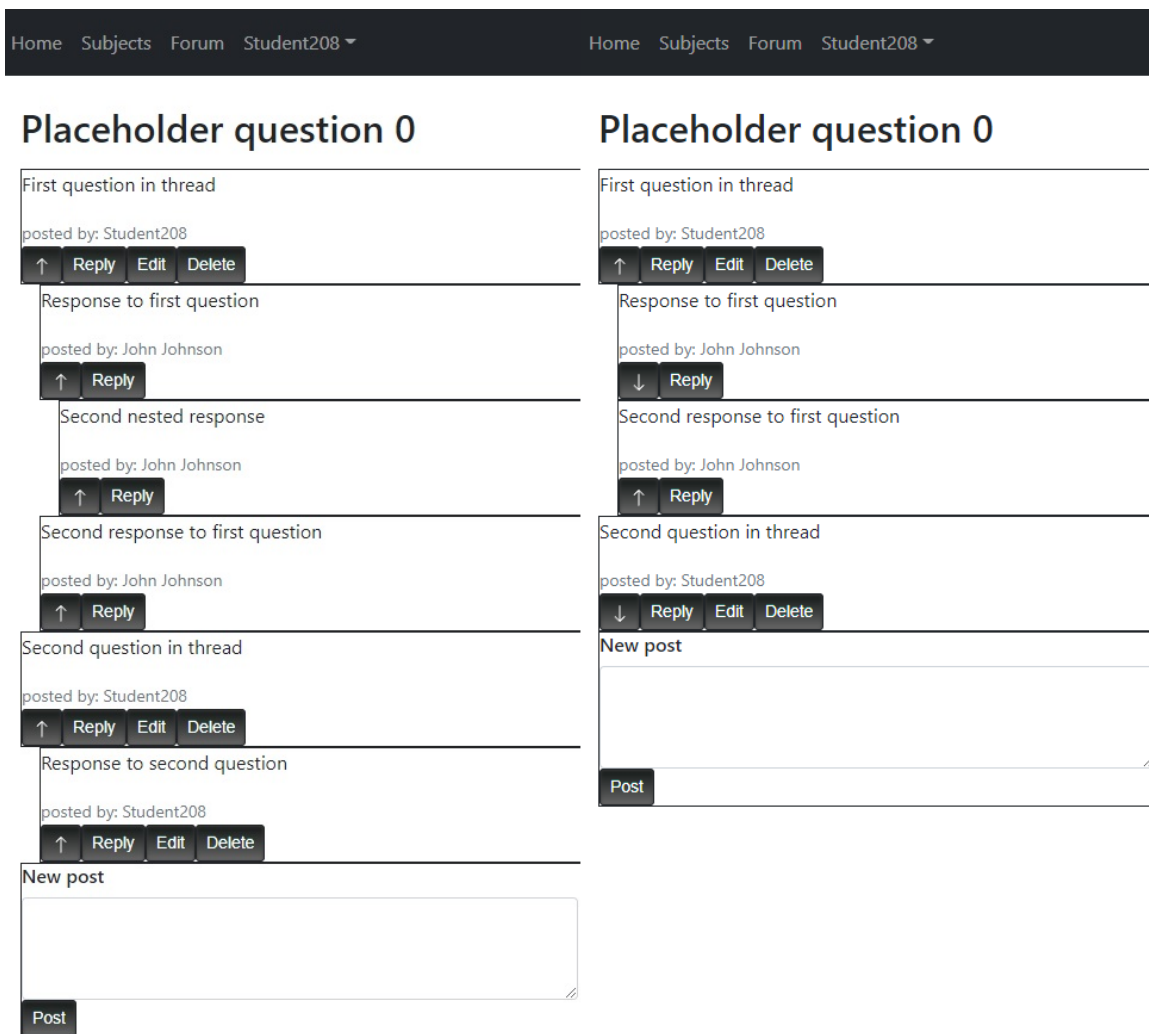 Home Subjects Forum Student208
Placeholder question 0
First question in thread
posted by: Student208
↑ Reply Edit Delete
Response to first question
posted by: John Johnson
↑ Reply
Second nested response
posted by: John Johnson
↑ Reply
Second response to first question
posted by: John Johnson
↑ Reply
Second question in thread
posted by: Student208
↑ Reply Edit Delete
Response to second question
posted by: Student208
↑ Reply Edit Delete
New post
Post
Home Subjects Forum Student208
Placeholder question 0
First question in thread
posted by: Student208
↑ Reply Edit Delete
Response to first question
posted by: John Johnson
↓ Reply
Second response to first question
posted by: John Johnson
↑ Reply
Second question in thread
posted by: Student208
↓ Reply Edit Delete
New post
Post